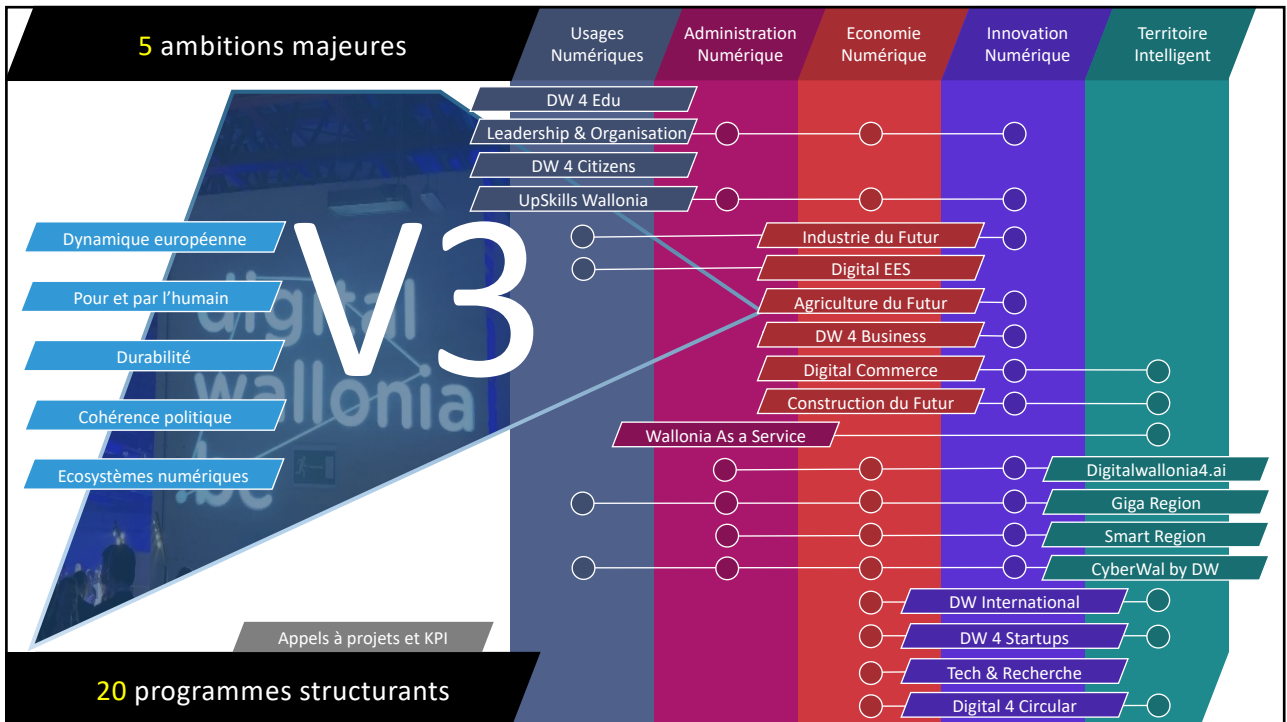 5 ambitions majeures
Usages
Numériques
Administration
Numérique
Economie
Numérique
Innovation
Numérique
Territoire
Intelligent
DW 4 Edu
Leadership & Organisation
DW 4 Citizens
UpSkills Wallonia
Dynamique européenne
Pour et par l'humain
Durabilité
Cohérence politique
Ecosystèmes numériques
V3
digital
wallonia
.be
Industrie du Futur
Digital EES
Agriculture du Futur
DW 4 Business
Digital Commerce
Construction du Futur
Wallonia As a Service
Digitalwallonia4.ai
Giga Region
Smart Region
CyberWal by DW
DW International
DW 4 Startups
Tech & Recherche
Digital 4 Circular
Appels à projets et KPI
20 programmes structurants